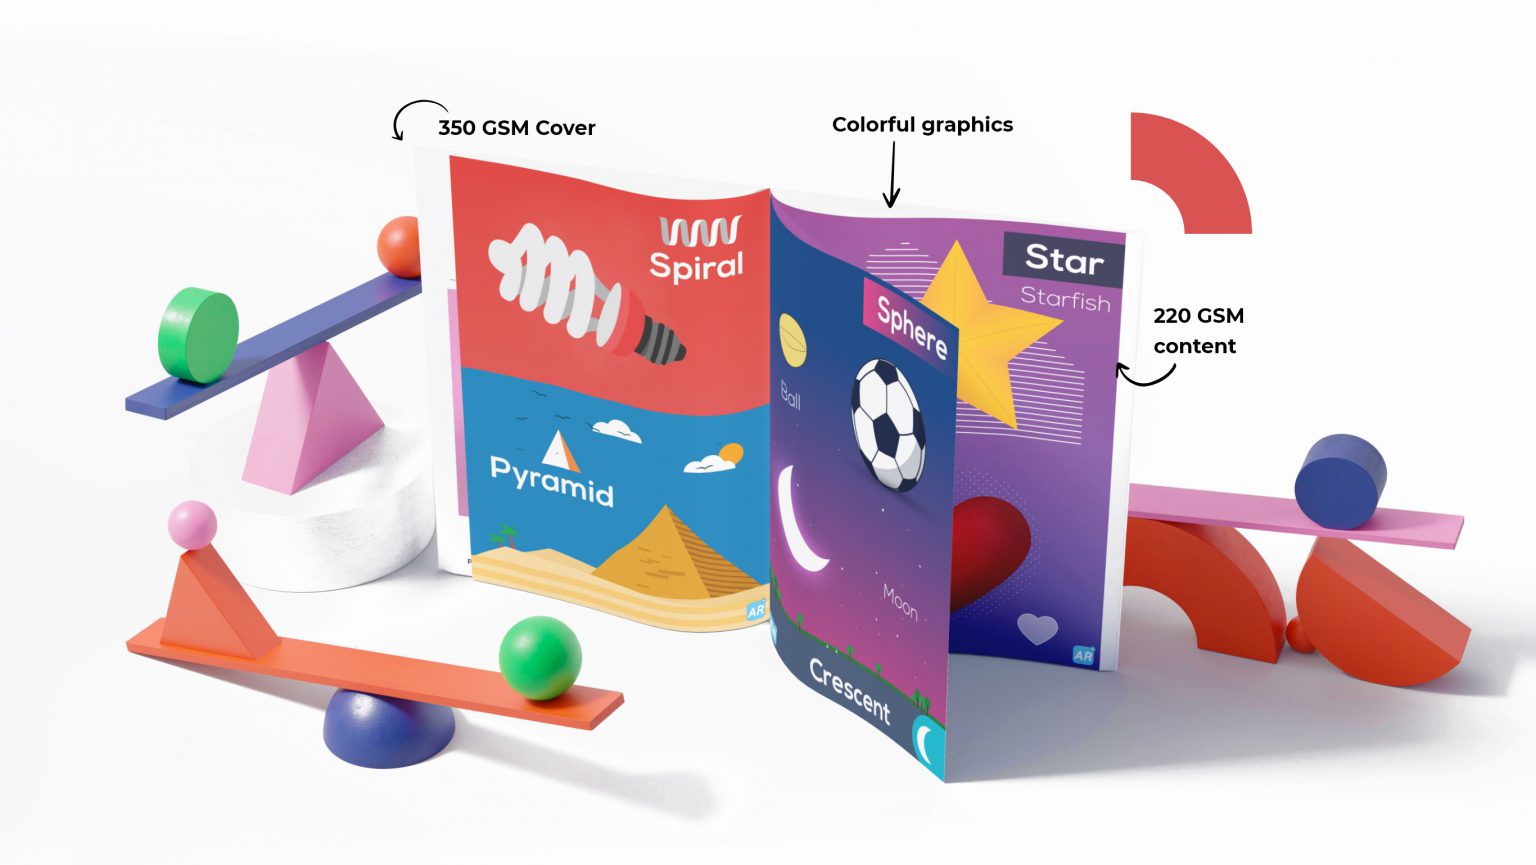 350 GSM Cover
Colorful graphics
Spiral
Pyramid
AR
Sphere
Ball
Moon
Crescent
Star
Starfish
AR
220 GSM
content